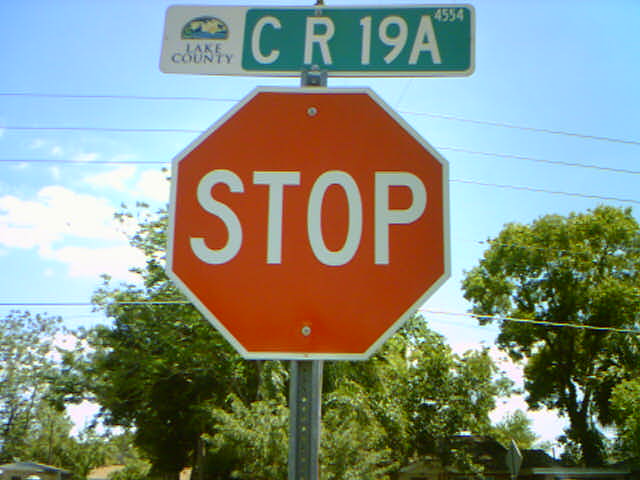 LAKE
COUNTY
C R 19A
4554
STOP